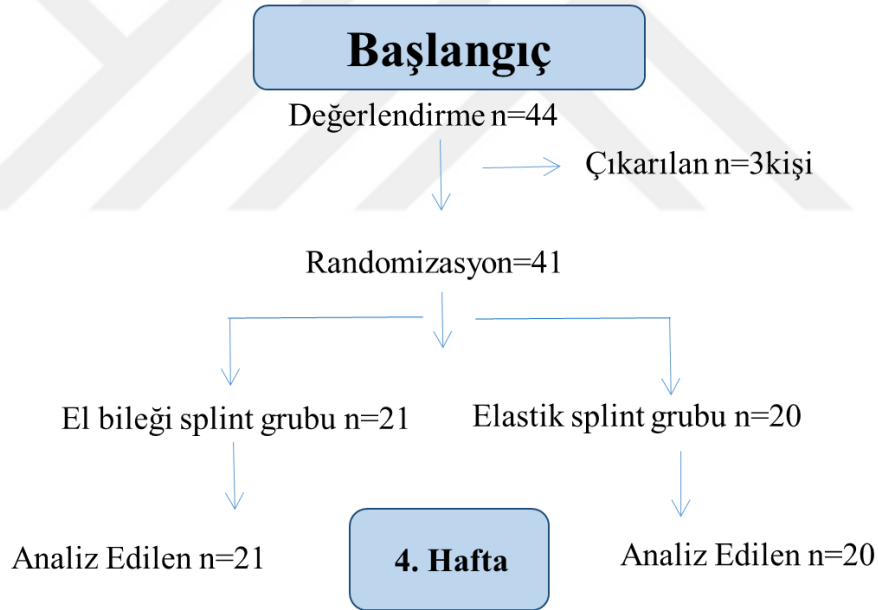 Başlangıç
Değerlendirme n=44
Çıkarılan n=3kişi
Randomizasyon=41
El bileği splint grubu n=21
Elastik splint grubu n=20
Analiz Edilen n=21
4. Hafta
Analiz Edilen n=20